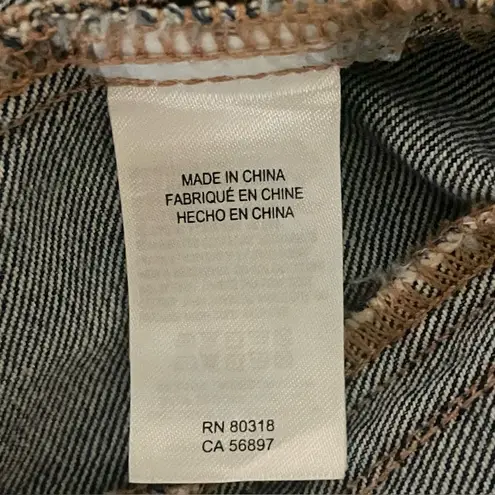 MADE IN CHINA
FABRIQUÉ EN CHINE
HECHO EN CHINA
RN 80318
CA 56897